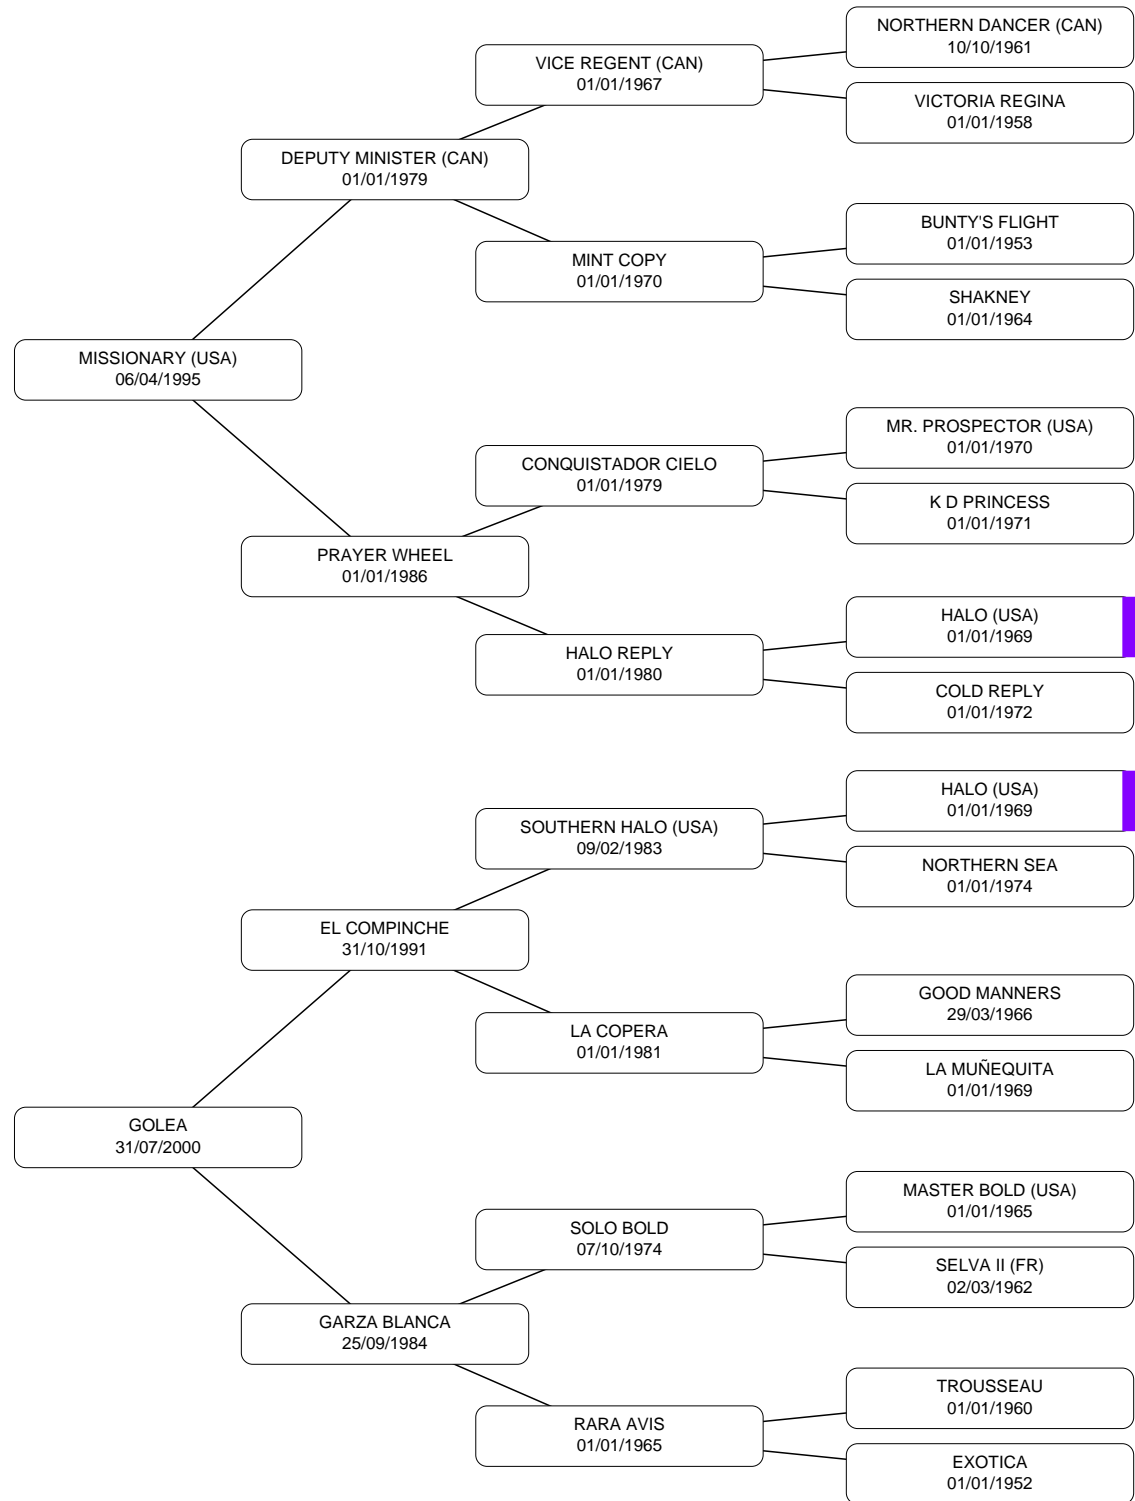 NORTHERN DANCER (CAN)
10/10/1961
VICE REGENT (CAN)
01/01/1967
VICTORIA REGINA
01/01/1958
DEPUTY MINISTER (CAN)
01/01/1979
BUNTY'S FLIGHT
01/01/1953
MINT COPY
01/01/1970
SHAKNEY
01/01/1964
MISSIONARY (USA)
06/04/1995
MR. PROSPECTOR (USA)
01/01/1970
CONQUISTADOR CIELO
01/01/1979
K D PRINCESS
01/01/1971
PRAYER WHEEL
01/01/1986
HALO (USA)
01/01/1969
HALO REPLY
01/01/1980
COLD REPLY
01/01/1972
HALO (USA)
01/01/1969
SOUTHERN HALO (USA)
09/02/1983
NORTHERN SEA
01/01/1974
EL COMPINCHE
31/10/1991
GOOD MANNERS
29/03/1966
LA COPERA
01/01/1981
LA MUÑEQUITA
01/01/1969
GOLEA
31/07/2000
MASTER BOLD (USA)
01/01/1965
SOLO BOLD
07/10/1974
SELVA II (FR)
02/03/1962
GARZA BLANCA
25/09/1984
TROUSSEAU
01/01/1960
RARA AVIS
01/01/1965
EXOTICA
01/01/1952